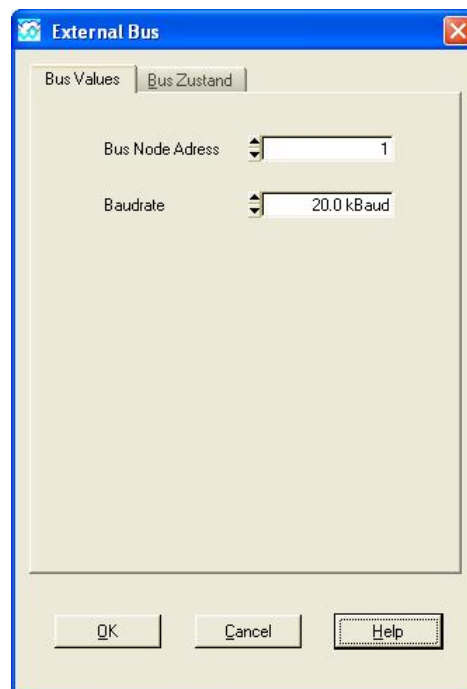 External Bus
Bus Values Bus Zustand
Bus Node Adress 1
Baudrate 20.0 kBaud
OK Cancel Help